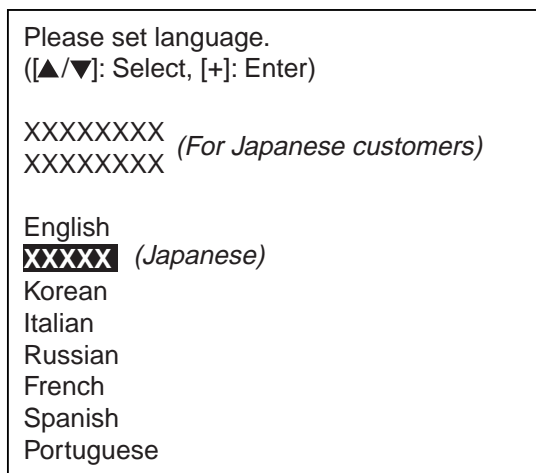 Please set language.
([▲/▼]: Select, [+]: Enter)
XXXXXXXX
(For Japanese customers)
XXXXXXXX
English
XXXXX (Japanese)
Korean
Italian
Russian
French
Spanish
Portuguese